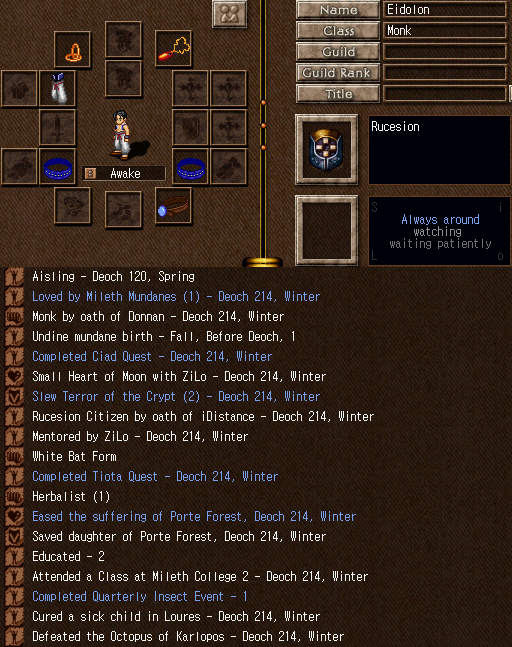 Name Eidolon
Class Monk
Guild
Guild Rank
Title
Rucesion
Awake
S i
Always around
watching
waiting patiently
L o
Aisling - Deoch 120, Spring
Loved by Mileth Mundanes (1) - Deoch 214, Winter
Monk by oath of Donnan - Deoch 214, Winter
Undine mundane birth - Fall, Before Deoch, 1
Completed Ciad Quest - Deoch 214, Winter
Small Heart of Moon with ZiLo - Deoch 214, Winter
Slew Terror of the Crypt (2) - Deoch 214, Winter
Rucesion Citizen by oath of iDistance - Deoch 214, Winter
Mentored by ZiLo - Deoch 214, Winter
White Bat Form
Completed Tiota Quest - Deoch 214, Winter
Herbalist (1)
Eased the suffering of Porte Forest, Deoch 214, Winter
Saved daughter of Porte Forest, Deoch 214, Winter
Educated - 2
Attended a Class at Mileth College 2 - Deoch 214, Winter
Completed Quarterly Insect Event - 1
Cured a sick child in Loures - Deoch 214, Winter
Defeated the Octopus of Karlopos - Deoch 214, Winter